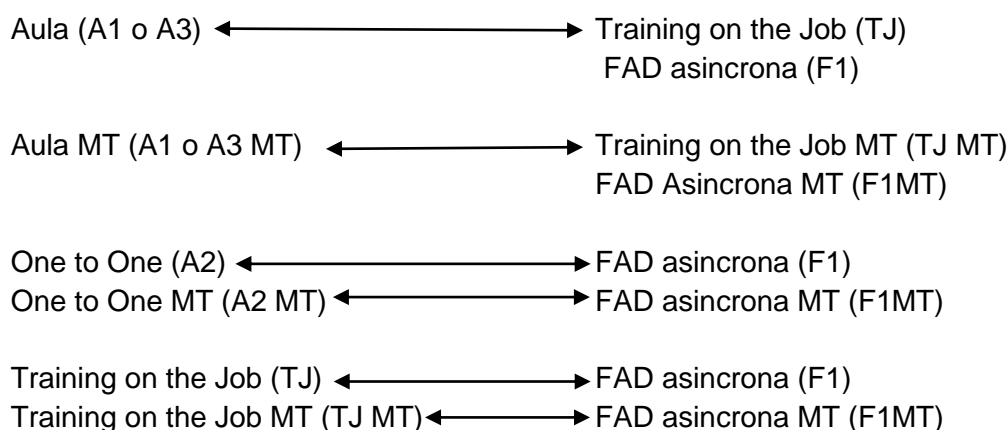 Aula (A1 o A3) Training on the Job (TJ)
FAD asincrona (F1)
Aula MT (A1 o A3 MT) Training on the Job MT (TJ MT)
FAD Asincrona MT (F1MT)
One to One (A2) FAD asincrona (F1)
One to One MT (A2 MT) FAD asincrona MT (F1MT)
Training on the Job (TJ) FAD asincrona (F1)
Training on the Job MT (TJ MT) FAD asincrona MT (F1MT)